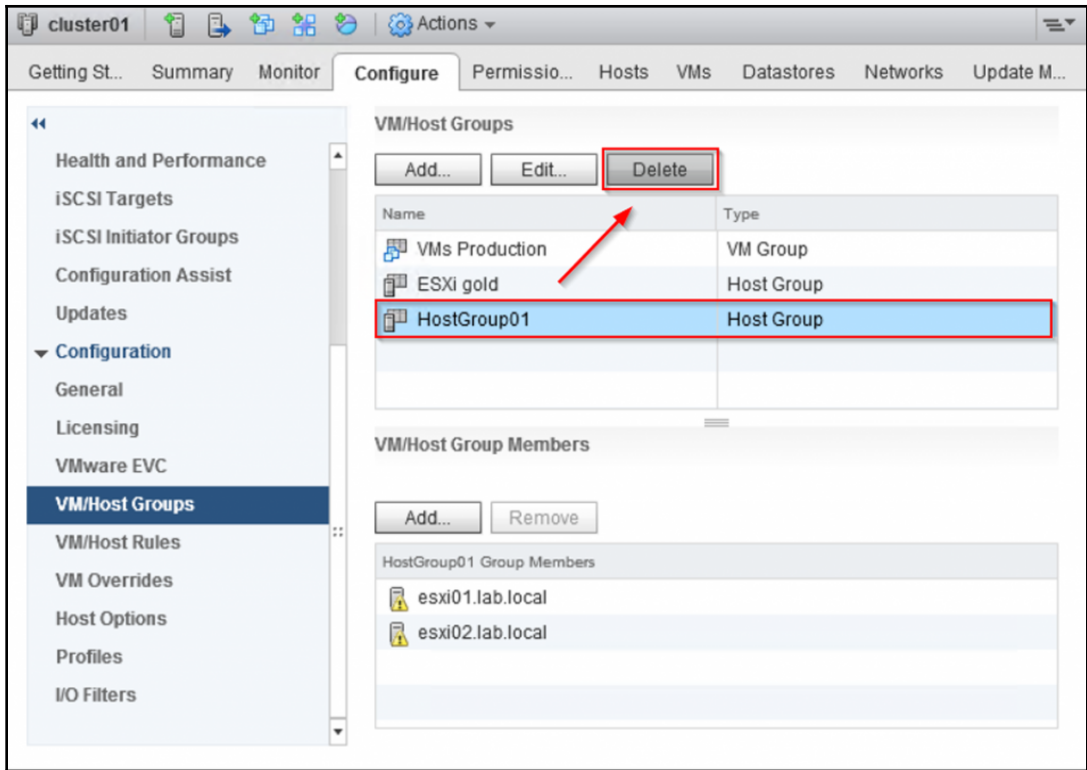 cluster01 Actions
Getting St... Summary Monitor Configure Permissio... Hosts VMs Datastores Networks Update M...
Health and Performance
iSCSI Targets
iSCSI Initiator Groups
Configuration Assist
Updates
Configuration
General
Licensing
VMware EVC
VM/Host Groups
VM/Host Rules
VM Overrides
Host Options
Profiles
I/O Filters
VM/Host Groups
Add... Edit... Delete
Name Type
VMs Production VM Group
ESXi gold Host Group
HostGroup01 Host Group
VM/Host Group Members
Add... Remove
HostGroup01 Group Members
esxi01.lab.local
esxi02.lab.local